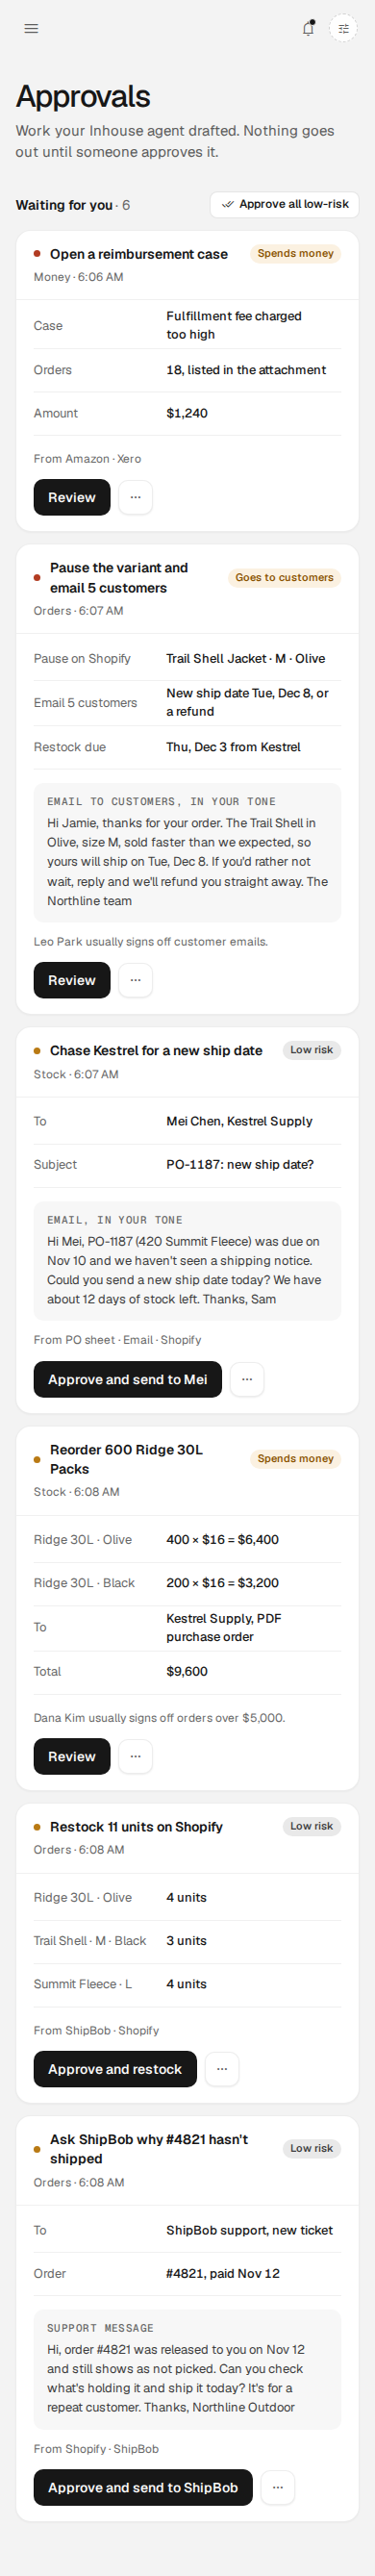 Approvals
Work your Inhouse agent drafted. Nothing goes
out until someone approves it.
Waiting for you · 6
Approve all low-risk
Open a reimbursement case
Spends money
Money · 6:06 AM
Case
Fulfillment fee charged
too high
Orders
18, listed in the attachment
Amount
$1,240
From Amazon · Xero
Review
Pause the variant and
email 5 customers
Goes to customers
Orders · 6:07 AM
Pause on Shopify
Trail Shell Jacket · M · Olive
Email 5 customers
New ship date Tue, Dec 8, or
a refund
Restock due
Thu, Dec 3 from Kestrel
EMAIL TO CUSTOMERS, IN YOUR TONE
Hi Jamie, thanks for your order. The Trail Shell in
Olive, size M, sold faster than we expected, so
yours will ship on Tue, Dec 8. If you'd rather not
wait, reply and we'll refund you straight away. The
Northline team
Leo Park usually signs off customer emails.
Review
Chase Kestrel for a new ship date
Low risk
Stock · 6:07 AM
To
Mei Chen, Kestrel Supply
Subject
PO-1187: new ship date?
EMAIL, IN YOUR TONE
Hi Mei, PO-1187 (420 Summit Fleece) was due on
Nov 10 and we haven't seen a shipping notice.
Could you send a new ship date today? We have
about 12 days of stock left. Thanks, Sam
From PO sheet · Email · Shopify
Approve and send to Mei
Reorder 600 Ridge 30L
Packs
Spends money
Stock · 6:08 AM
Ridge 30L · Olive
400 × $16 = $6,400
Ridge 30L · Black
200 × $16 = $3,200
To
Kestrel Supply, PDF
purchase order
Total
$9,600
Dana Kim usually signs off orders over $5,000.
Review
Restock 11 units on Shopify
Low risk
Orders · 6:08 AM
Ridge 30L · Olive
4 units
Trail Shell · M · Black
3 units
Summit Fleece · L
4 units
From ShipBob · Shopify
Approve and restock
Ask ShipBob why #4821 hasn't
shipped
Low risk
Orders · 6:08 AM
To
ShipBob support, new ticket
Order
#4821, paid Nov 12
SUPPORT MESSAGE
Hi, order #4821 was released to you on Nov 12
and still shows as not picked. Can you check
what's holding it and ship it today? It's for a
repeat customer. Thanks, Northline Outdoor
From Shopify · ShipBob
Approve and send to ShipBob